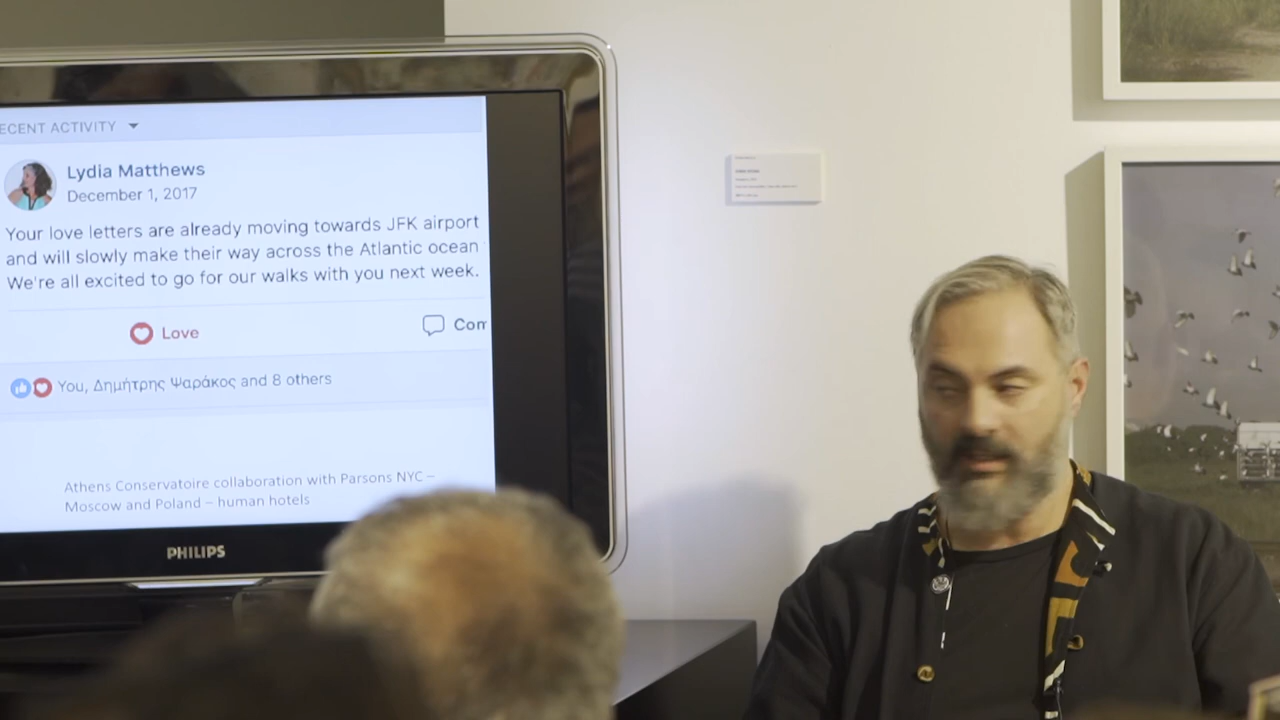 ECENT ACTIVITY
Lydia Matthews
December 1, 2017
Your love letters are already moving towards JFK airport
and will slowly make their way across the Atlantic ocean
We're all excited to go for our walks with you next week.
Love
Com
You, Δημήτρης Ψαράκος and 8 others
Athens Conservatoire collaboration with Parsons NYC –
Moscow and Poland – human hotels
PHILIPS